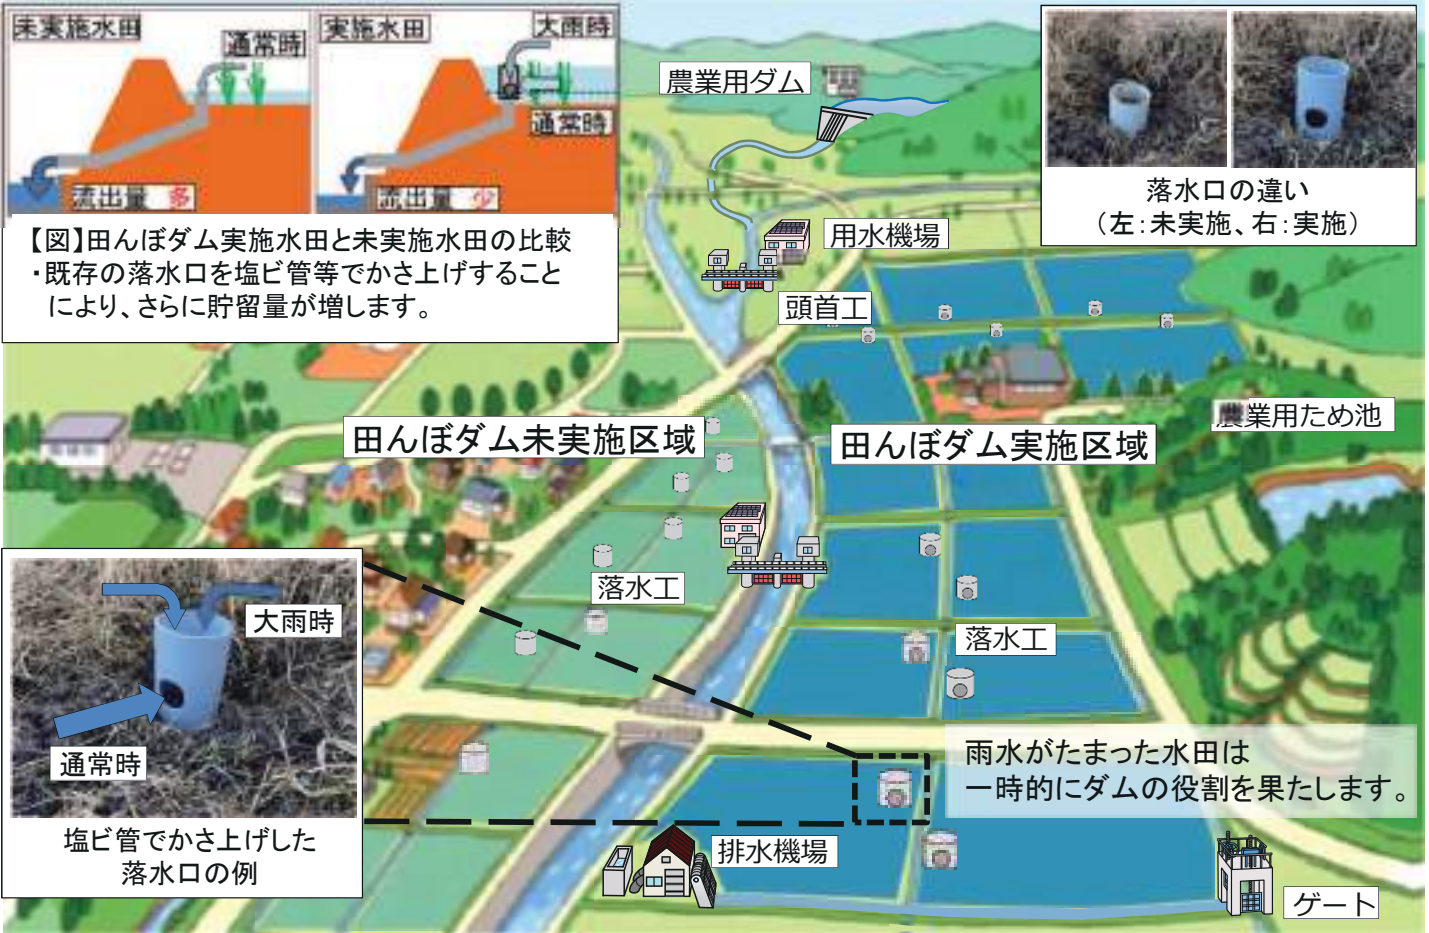 未実施水田
通常時
流出量 多
実施水田
大雨時
通常時
流出量 少
【図】田んぼダム実施水田と未実施水田の比較
・既存の落水口を塩ビ管等でかさ上げすること
により、さらに貯留量が増します。
農業用ダム
落水口の違い
（左：未実施、右：実施）
用水機場
頭首工
農業用ため池
田んぼダム未実施区域
田んぼダム実施区域
落水工
落水工
大雨時
通常時
塩ビ管でかさ上げした
落水口の例
雨水がたまった水田は
一時的にダムの役割を果たします。
排水機場
ゲート